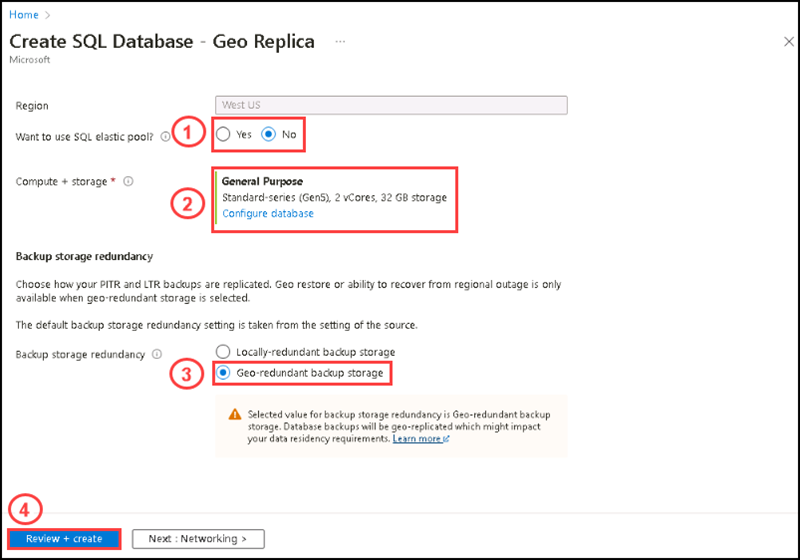 Home >
Create SQL Database - Geo Replica ...
Microsoft
Region
West US
Want to use SQL elastic pool?
1
Yes
No
Compute + storage *
2
General Purpose
Standard-series (Gen5), 2 vCores, 32 GB storage
Configure database
Backup storage redundancy
Choose how your PITR and LTR backups are replicated. Geo restore or ability to recover from regional outage is only
available when geo-redundant storage is selected.
The default backup storage redundancy setting is taken from the setting of the source.
Backup storage redundancy
Locally-redundant backup storage
3
Geo-redundant backup storage
Selected value for backup storage redundancy is Geo-redundant backup
storage. Database backups will be geo-replicated which might impact
your data residency requirements. Learn more
4
Review + create
Next : Networking >